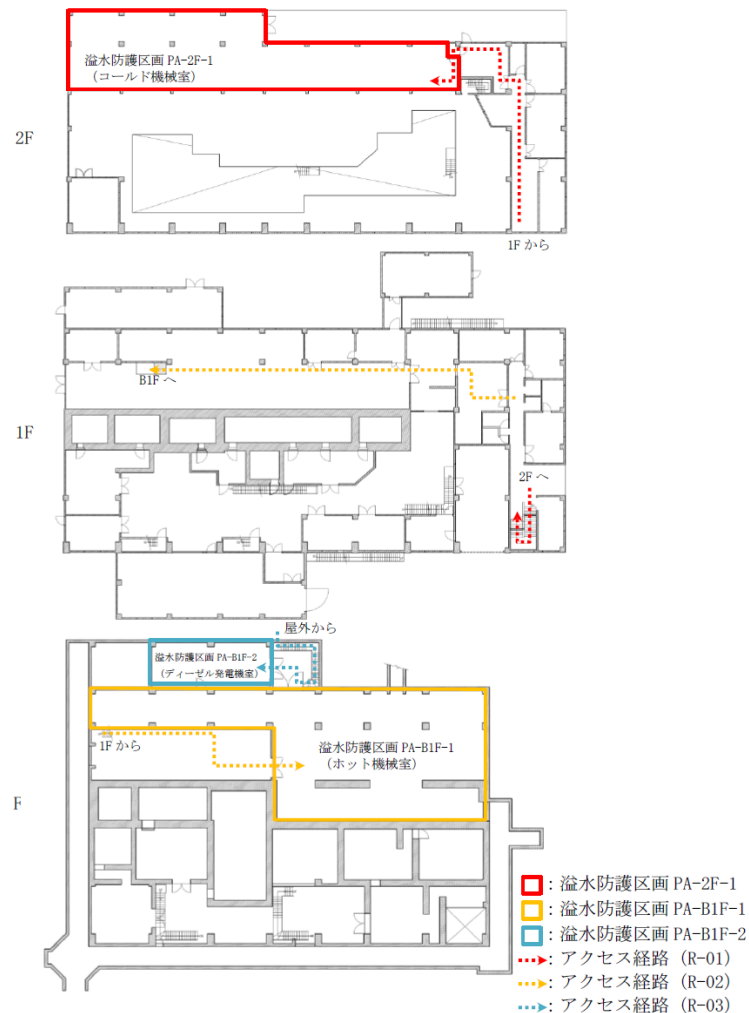 溢水防護区画 PA-2F-1
(コールド機械室)
2F
1F から
B1F へ
1F
2F へ
屋外から
溢水防護区画 PA-B1F-2
(ディーゼル発電機室)
1F から
溢水防護区画 PA-B1F-1
(ホット機械室)
F
: 溢水防護区画 PA-2F-1
: 溢水防護区画 PA-B1F-1
: 溢水防護区画 PA-B1F-2
: アクセス経路 (R-01)
: アクセス経路 (R-02)
: アクセス経路 (R-03)